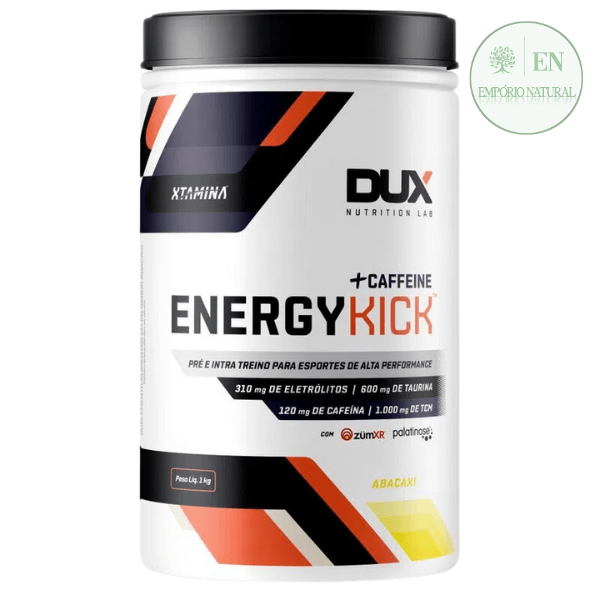 EN
EMPÓRIO NATURAL
XTAMINA
DUX
NUTRITION LAB
+CAFFEINE
ENERGYKICK™
PRÉ E INTRA TREINO PARA ESPORTES DE ALTA PERFORMANCE
310 mg DE ELETRÓLITOS | 600 mg DE TAURINA
120 mg DE CAFEÍNA | 1.000 mg DE TCM
COM zümXR® palatinose
Peso Líq. 1 kg
ABACAXI